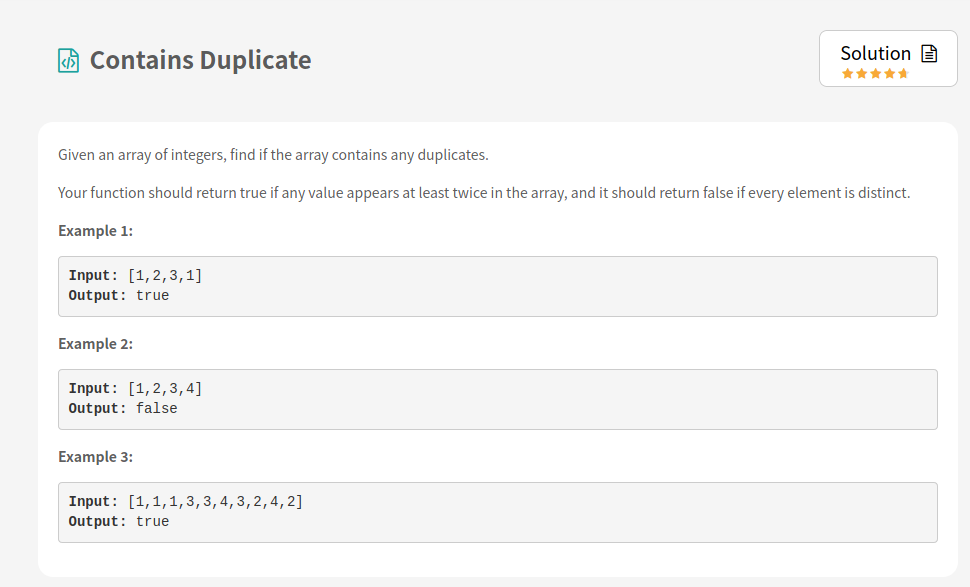 Contains Duplicate
Solution
Given an array of integers, find if the array contains any duplicates.
Your function should return true if any value appears at least twice in the array, and it should return false if every element is distinct.
Example 1:
Input: [1,2,3,1]
Output: true
Example 2:
Input: [1,2,3,4]
Output: false
Example 3:
Input: [1,1,1,3,3,4,3,2,4,2]
Output: true